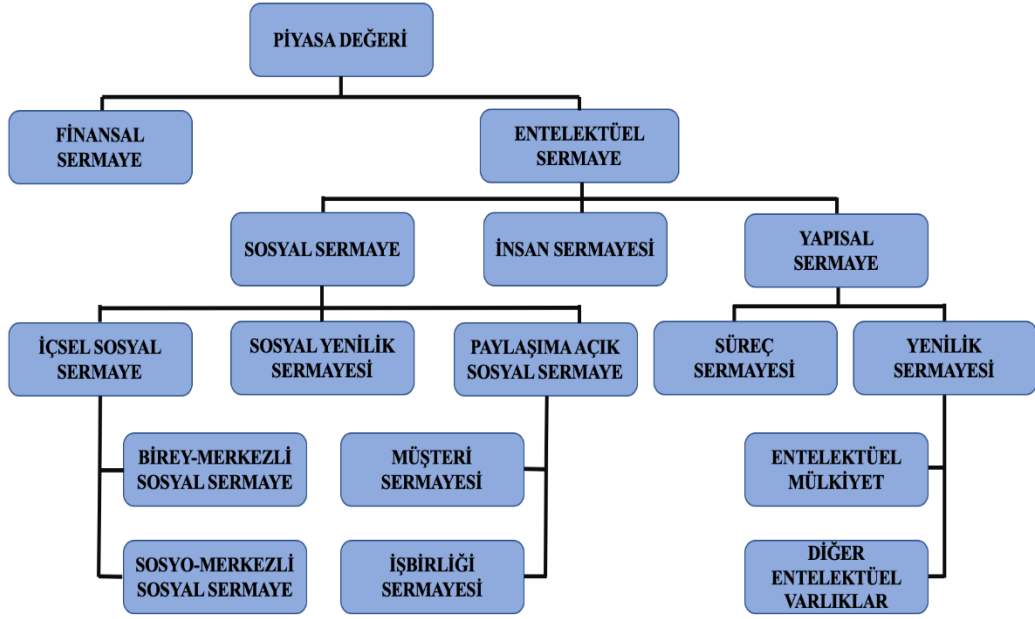 PİYASA DEĞERİ
FİNANSAL
SERMAYE
ENTELEKTÜEL
SERMAYE
SOSYAL SERMAYE
İNSAN SERMAYESİ
YAPISAL
SERMAYE
İÇSEL SOSYAL
SERMAYE
SOSYAL YENİLİK
SERMAYESİ
PAYLAŞIMA AÇIK
SOSYAL SERMAYE
SÜREÇ
SERMAYESİ
YENİLİK
SERMAYESİ
BİREY-MERKEZLİ
SOSYAL SERMAYE
MÜŞTERİ
SERMAYESİ
ENTELEKTÜEL
MÜLKİYET
SOSYO-MERKEZLİ
SOSYAL SERMAYE
İŞBİRLİĞİ
SERMAYESİ
DİĞER
ENTELEKTÜEL
VARLIKLAR